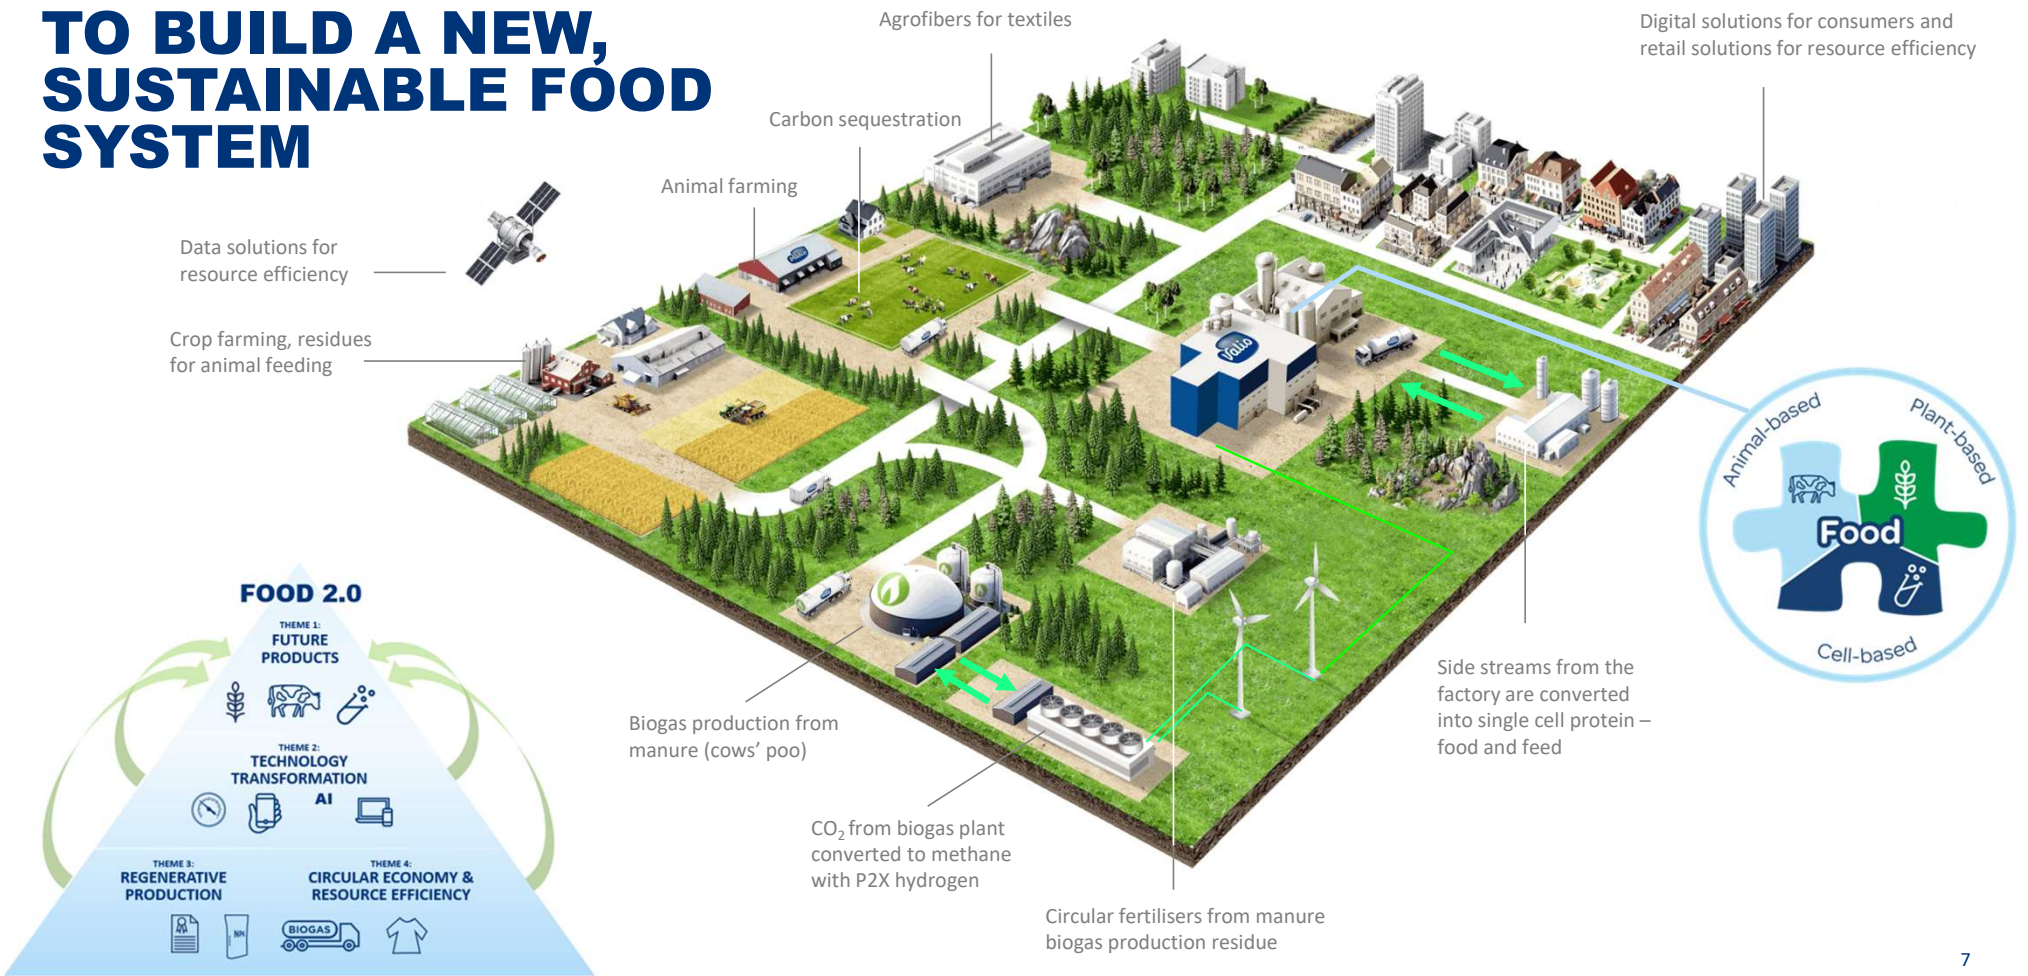 TO BUILD A NEW,
SUSTAINABLE FOOD
SYSTEM
Agrofibers for textiles
Digital solutions for consumers and
retail solutions for resource efficiency
Carbon sequestration
Animal farming
Data solutions for
resource efficiency
Crop farming, residues
for animal feeding
Valio
Valio
Animal-based
Plant-based
Food
Cell-based
FOOD 2.0
THEME 1:
FUTURE
PRODUCTS
THEME 2:
TECHNOLOGY
TRANSFORMATION
AI
THEME 3:
REGENERATIVE
PRODUCTION
NPK
THEME 4:
CIRCULAR ECONOMY &
RESOURCE EFFICIENCY
BIOGAS
Biogas production from
manure (cows’ poo)
CO₂ from biogas plant
converted to methane
with P2X hydrogen
Circular fertilisers from manure
biogas production residue
Side streams from the
factory are converted
into single cell protein –
food and feed
7